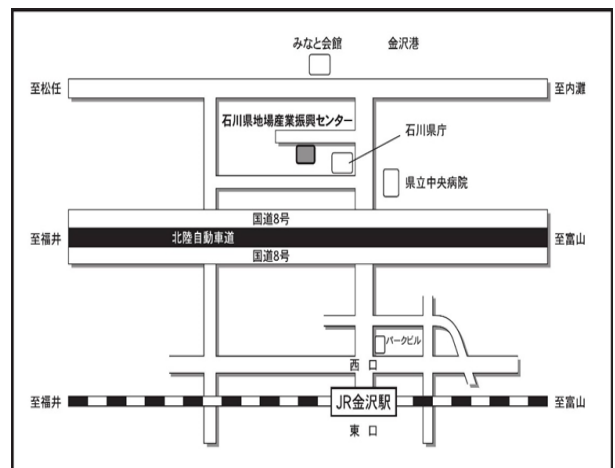 みなと会館 金沢港
至松任 至内灘
石川県地場産業振興センター
石川県庁
県立中央病院
国道8号
至福井 北陸自動車道 至富山
国道8号
パークビル
西口
至福井 JR金沢駅 至富山
東口